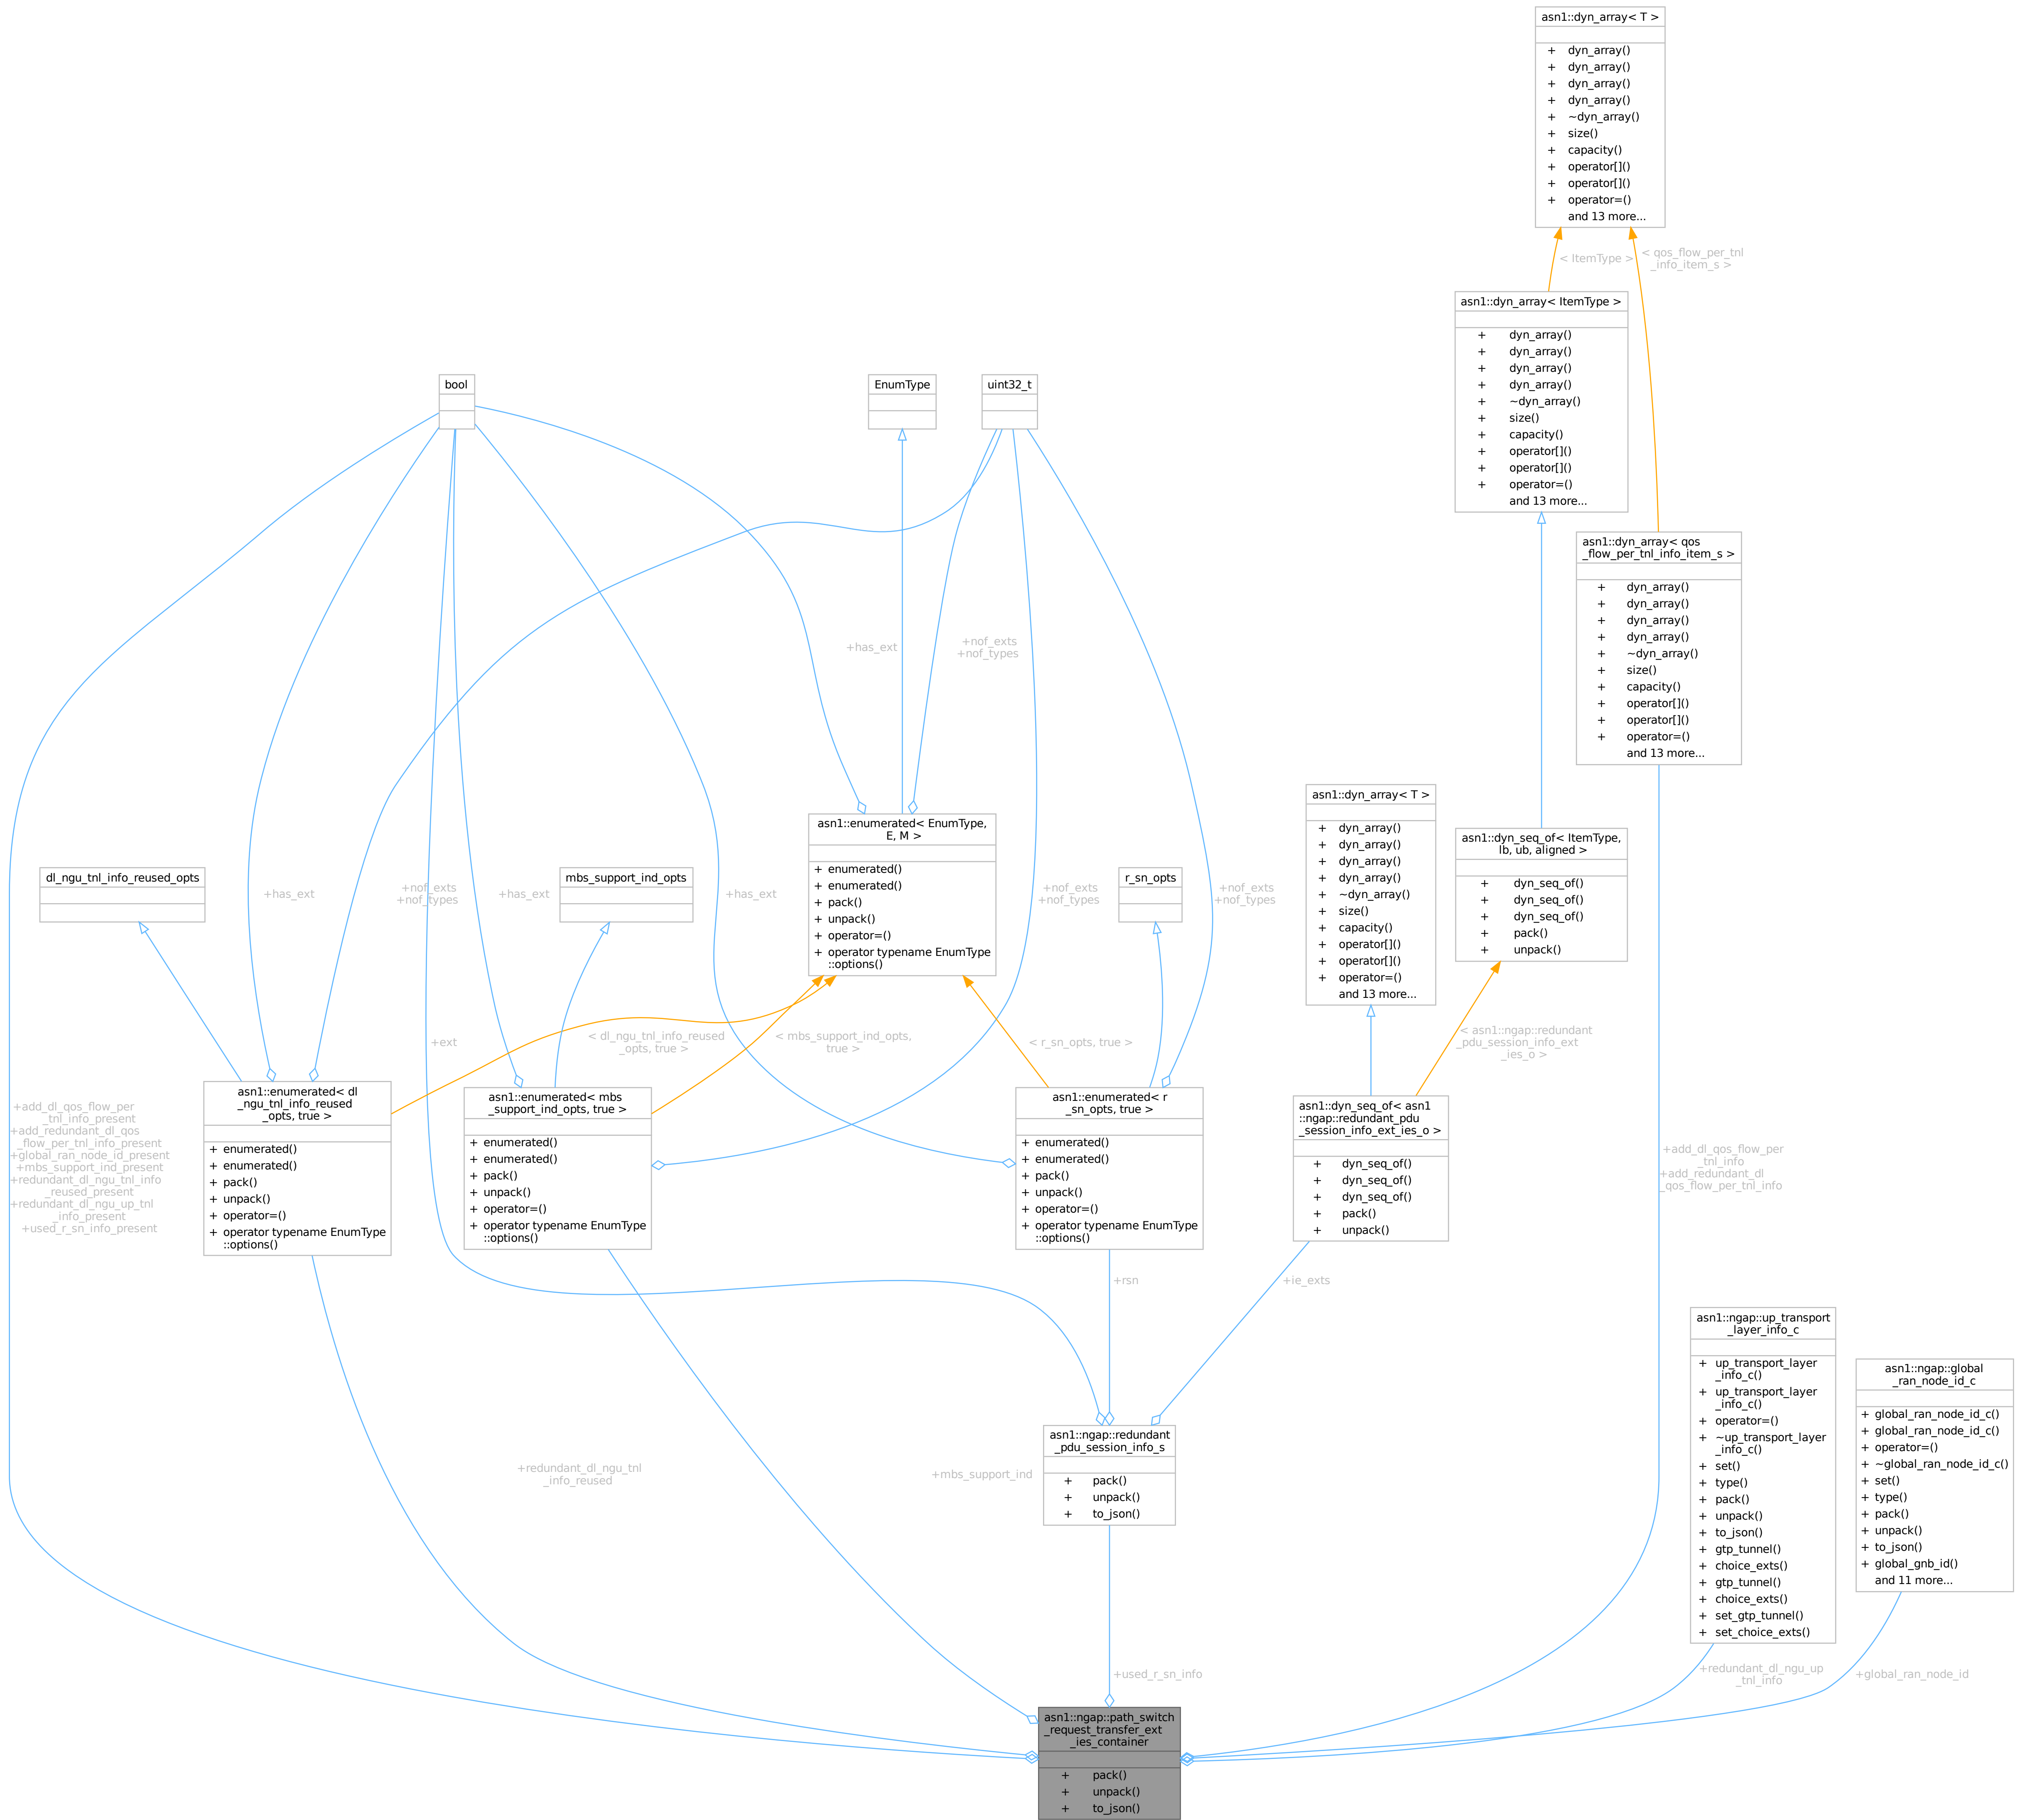 asn1::dyn_array< T >
+ dyn_array()
+ dyn_array()
+ dyn_array()
+ dyn_array()
+ ~dyn_array()
+ size()
+ capacity()
+ operator[]()
+ operator[]()
+ operator=()
and 13 more...
< ItemType >
< qos_flow_per_tnl
_info_item_s >
asn1::dyn_array< ItemType >
+ dyn_array()
+ dyn_array()
+ dyn_array()
+ dyn_array()
+ ~dyn_array()
+ size()
+ capacity()
+ operator[]()
+ operator[]()
+ operator=()
and 13 more...
bool
EnumType
uint32_t
asn1::dyn_array< qos
_flow_per_tnl_info_item_s >
+ dyn_array()
+ dyn_array()
+ dyn_array()
+ dyn_array()
+ ~dyn_array()
+ size()
+ capacity()
+ operator[]()
+ operator[]()
+ operator=()
and 13 more...
+has_ext
+nof_exts
+nof_types
asn1::enumerated< EnumType,
E, M >
+ enumerated()
+ enumerated()
+ pack()
+ unpack()
+ operator=()
+ operator typename EnumType
::options()
asn1::dyn_array< T >
+ dyn_array()
+ dyn_array()
+ dyn_array()
+ dyn_array()
+ ~dyn_array()
+ size()
+ capacity()
+ operator[]()
+ operator[]()
+ operator=()
and 13 more...
asn1::dyn_seq_of< ItemType,
lb, ub, aligned >
+ dyn_seq_of()
+ dyn_seq_of()
+ dyn_seq_of()
+ pack()
+ unpack()
dl_ngu_tnl_info_reused_opts
+has_ext
+nof_exts
+nof_types
+has_ext
mbs_support_ind_opts
+has_ext
+nof_exts
+nof_types
r_sn_opts
+nof_exts
+nof_types
+ext
< dl_ngu_tnl_info_reused
_opts, true >
< mbs_support_ind_opts,
true >
< r_sn_opts, true >
< asn1::ngap::redundant
_pdu_session_info_ext
_ies_o >
+add_dl_qos_flow_per
_tnl_info_present
+add_redundant_dl_qos
_flow_per_tnl_info_present
+global_ran_node_id_present
+mbs_support_ind_present
+redundant_dl_ngu_tnl_info
_reused_present
+redundant_dl_ngu_up_tnl
_info_present
+used_r_sn_info_present
asn1::enumerated< dl
_ngu_tnl_info_reused
_opts, true >
+ enumerated()
+ enumerated()
+ pack()
+ unpack()
+ operator=()
+ operator typename EnumType
::options()
asn1::enumerated< mbs
_support_ind_opts, true >
+ enumerated()
+ enumerated()
+ pack()
+ unpack()
+ operator=()
+ operator typename EnumType
::options()
asn1::enumerated< r
_sn_opts, true >
+ enumerated()
+ enumerated()
+ pack()
+ unpack()
+ operator=()
+ operator typename EnumType
::options()
asn1::dyn_seq_of< asn1
::ngap::redundant_pdu
_session_info_ext_ies_o >
+ dyn_seq_of()
+ dyn_seq_of()
+ dyn_seq_of()
+ pack()
+ unpack()
+add_dl_qos_flow_per
_tnl_info
+add_redundant_dl
_qos_flow_per_tnl_info
+rsn
+ie_exts
asn1::ngap::up_transport
_layer_info_c
+ up_transport_layer
_info_c()
+ up_transport_layer
_info_c()
+ operator=()
+ ~up_transport_layer
_info_c()
+ set()
+ type()
+ pack()
+ unpack()
+ to_json()
+ gtp_tunnel()
+ choice_exts()
+ gtp_tunnel()
+ choice_exts()
+ set_gtp_tunnel()
+ set_choice_exts()
asn1::ngap::global
_ran_node_id_c
+ global_ran_node_id_c()
+ global_ran_node_id_c()
+ operator=()
+ ~global_ran_node_id_c()
+ set()
+ type()
+ pack()
+ unpack()
+ to_json()
+ global_gnb_id()
and 11 more...
+redundant_dl_ngu_tnl
_info_reused
+mbs_support_ind
asn1::ngap::redundant
_pdu_session_info_s
+ pack()
+ unpack()
+ to_json()
+used_r_sn_info
+redundant_dl_ngu_up
_tnl_info
+global_ran_node_id
asn1::ngap::path_switch
_request_transfer_ext
_ies_container
+ pack()
+ unpack()
+ to_json()